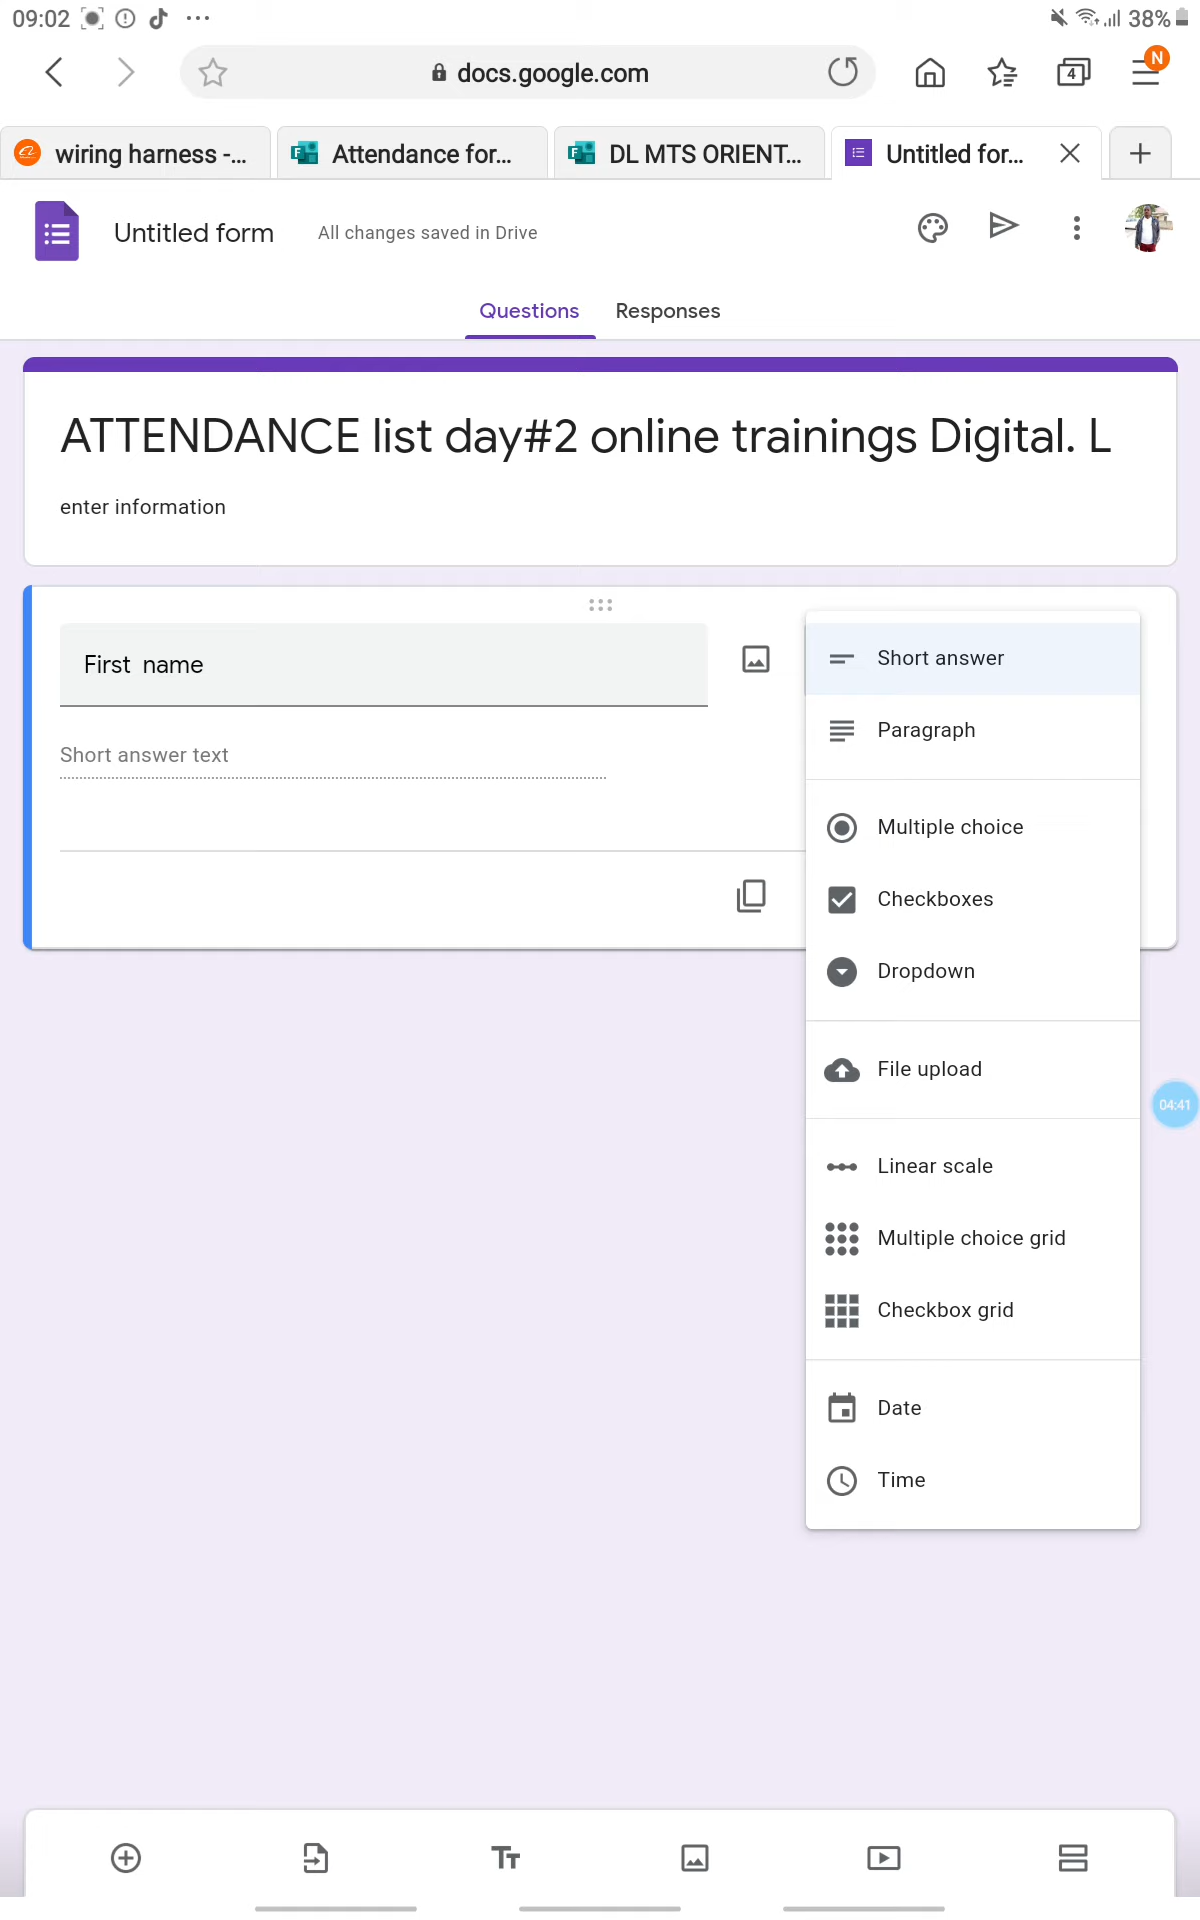 09:02
38%
docs.google.com
4
N
wiring harness -...
Attendance for...
DL MTS ORIENT...
Untitled for...
Untitled form
All changes saved in Drive
Questions
Responses
ATTENDANCE list day#2 online trainings Digital. L
enter information
First name
Short answer text
Short answer
Paragraph
Multiple choice
Checkboxes
Dropdown
File upload
04:41
Linear scale
Multiple choice grid
Checkbox grid
Date
Time